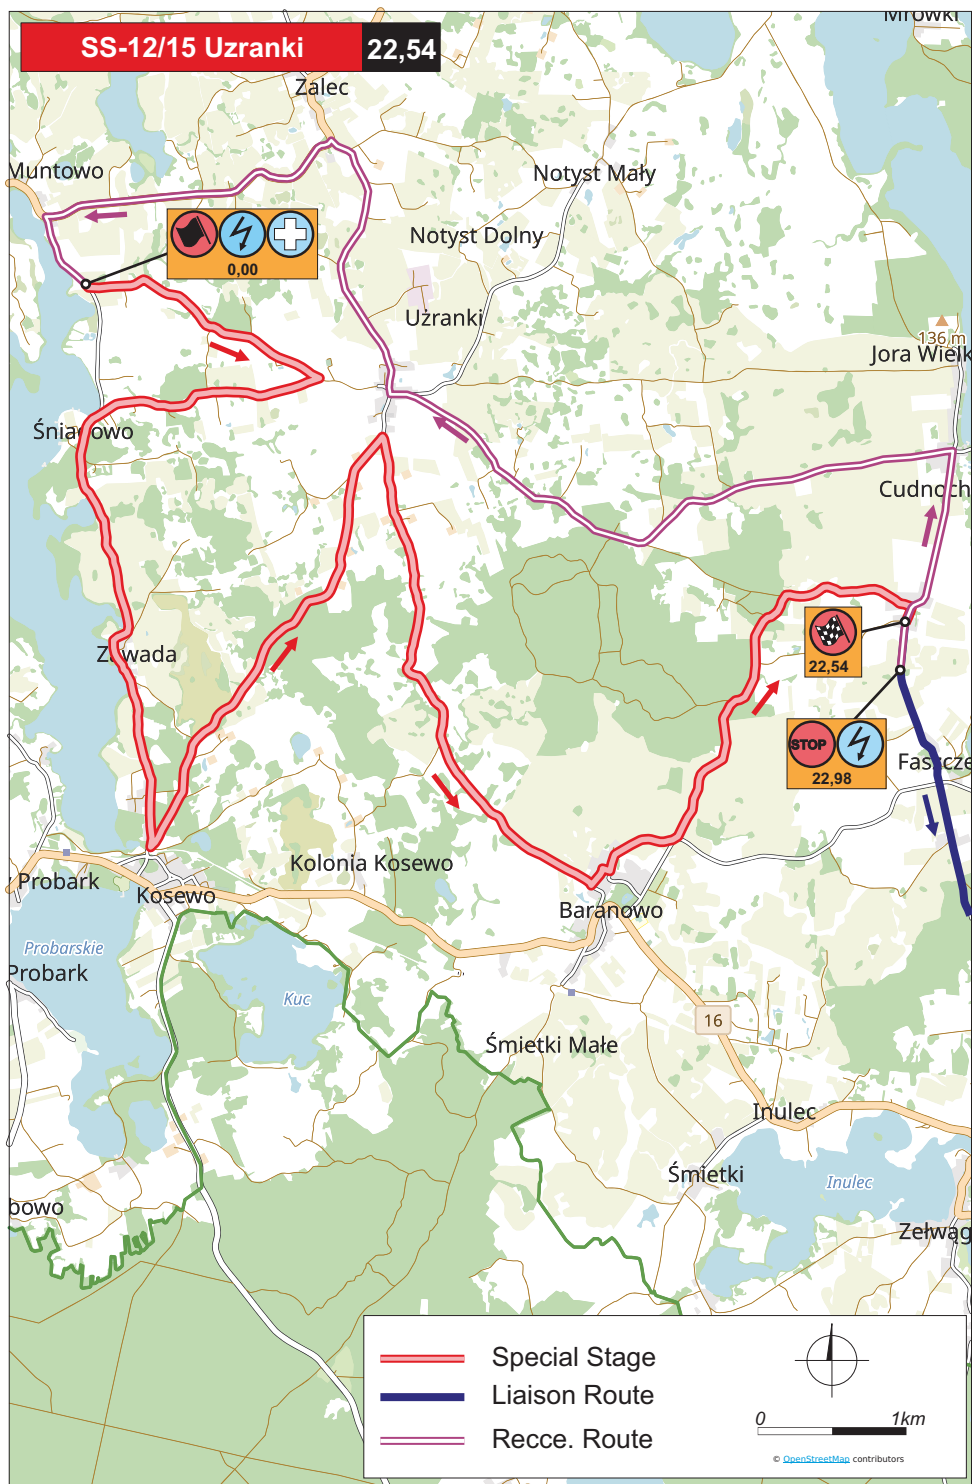 Mrówki
SS-12/15 Uzranki 22,54
Zalec
Muntowo
Notyst Mały
Notyst Dolny
0,00
Użranki
136 m
Jora Wielk
Śniadowo
Cudnoch
Zawada
22,54
STOP
22,98
Faszcze
Kolonia Kosewo
Probark
Kosewo
Baranowo
Probarskie
Probark
Kuc
16
Śmietki Małe
Inulec
Śmietki
Inulec
bowo
Zełwąg
Special Stage
Liaison Route
Recce. Route
0 1km
© OpenStreetMap contributors